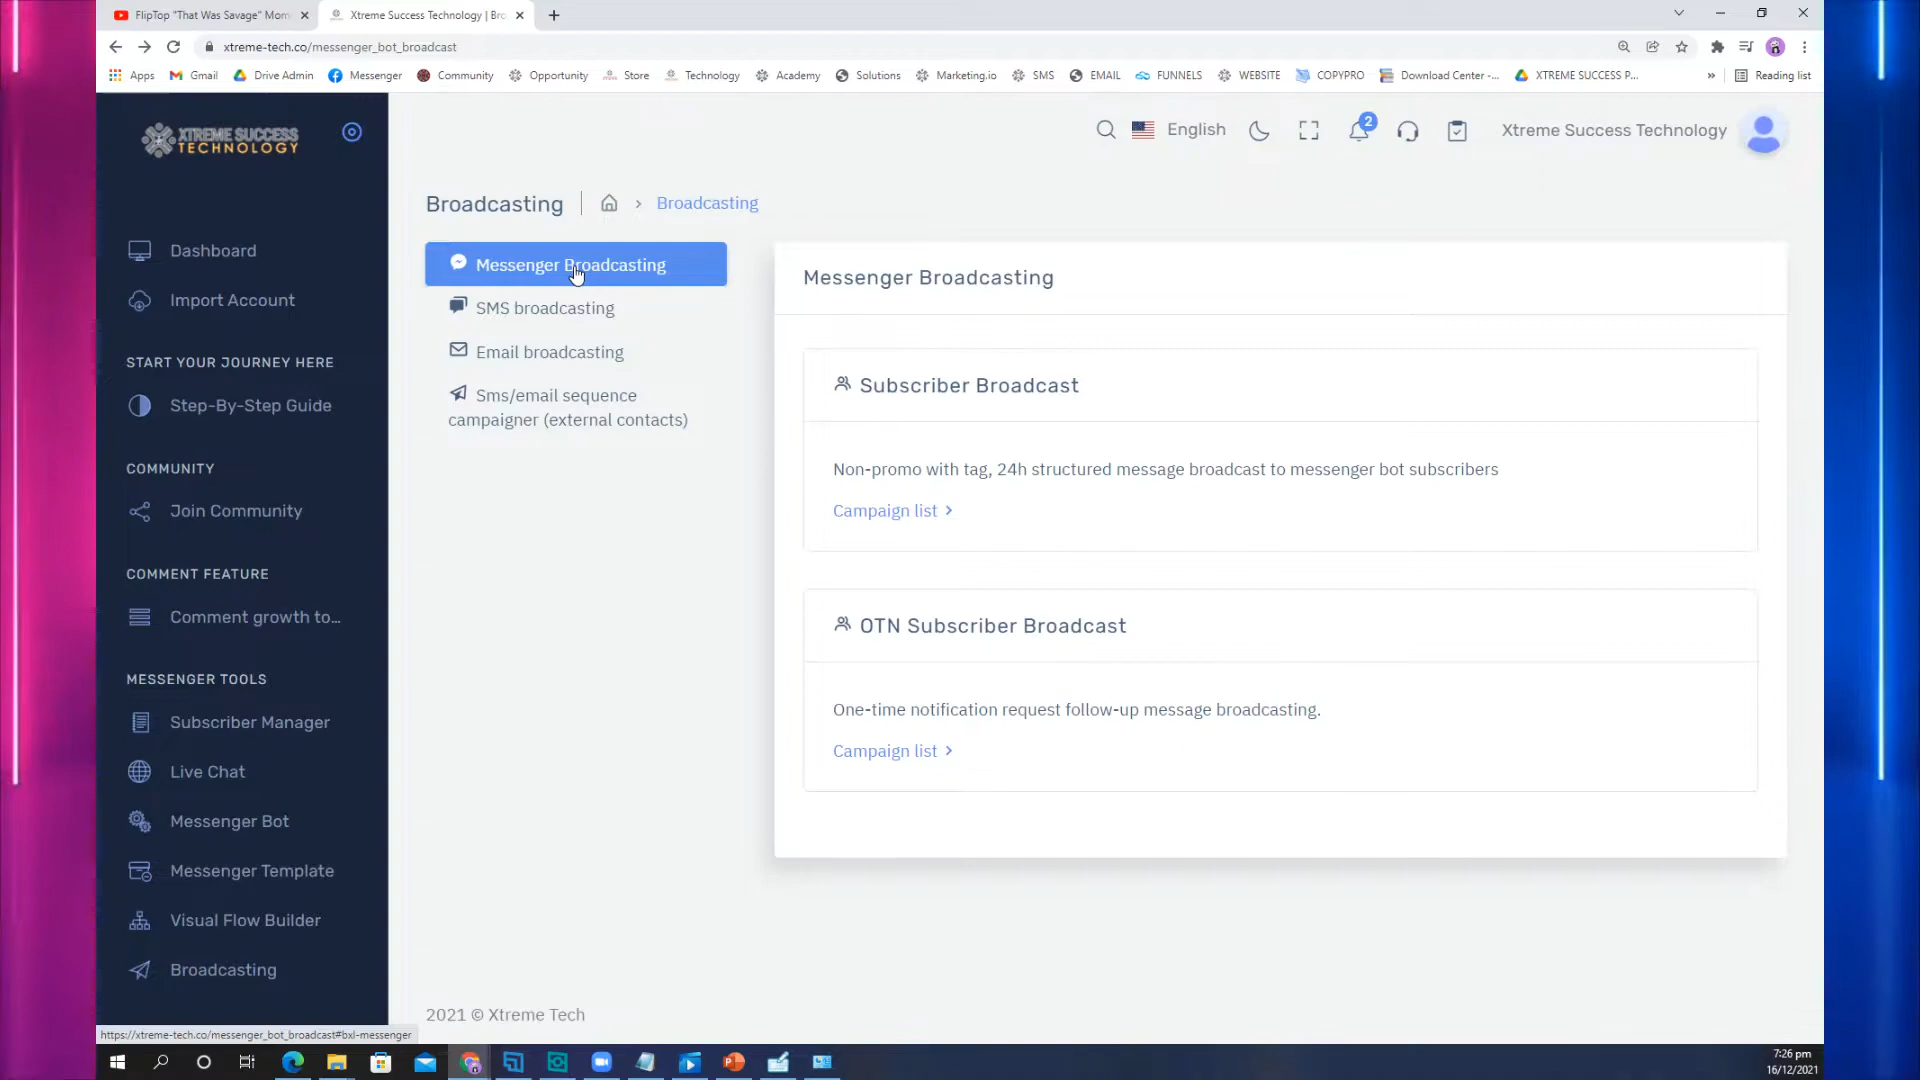 FlipTop "That Was Savage" Mom
Xtreme Success Technology | Bro
xtreme-tech.co/messenger_bot_broadcast
Apps
Gmail
Drive Admin
Messenger
Community
Opportunity
Store
Technology
Academy
Solutions
Marketing.io
SMS
EMAIL
FUNNELS
WEBSITE
COPYPRO
Download Center -...
XTREME SUCCESS P...
»
Reading list
XTREME SUCCESS
TECHNOLOGY
English
2
Xtreme Success Technology
Dashboard
Import Account
START YOUR JOURNEY HERE
Step-By-Step Guide
COMMUNITY
Join Community
COMMENT FEATURE
Comment growth to...
MESSENGER TOOLS
Subscriber Manager
Live Chat
Messenger Bot
Messenger Template
Visual Flow Builder
Broadcasting
Broadcasting
Broadcasting
Messenger Broadcasting
SMS broadcasting
Email broadcasting
Sms/email sequence
campaigner (external contacts)
Messenger Broadcasting
Subscriber Broadcast
Non-promo with tag, 24h structured message broadcast to messenger bot subscribers
Campaign list
OTN Subscriber Broadcast
One-time notification request follow-up message broadcasting.
Campaign list
2021 © Xtreme Tech
https://xtreme-tech.co/messenger_bot_broadcast#bxl-messenger
7:26 pm
16/12/2021